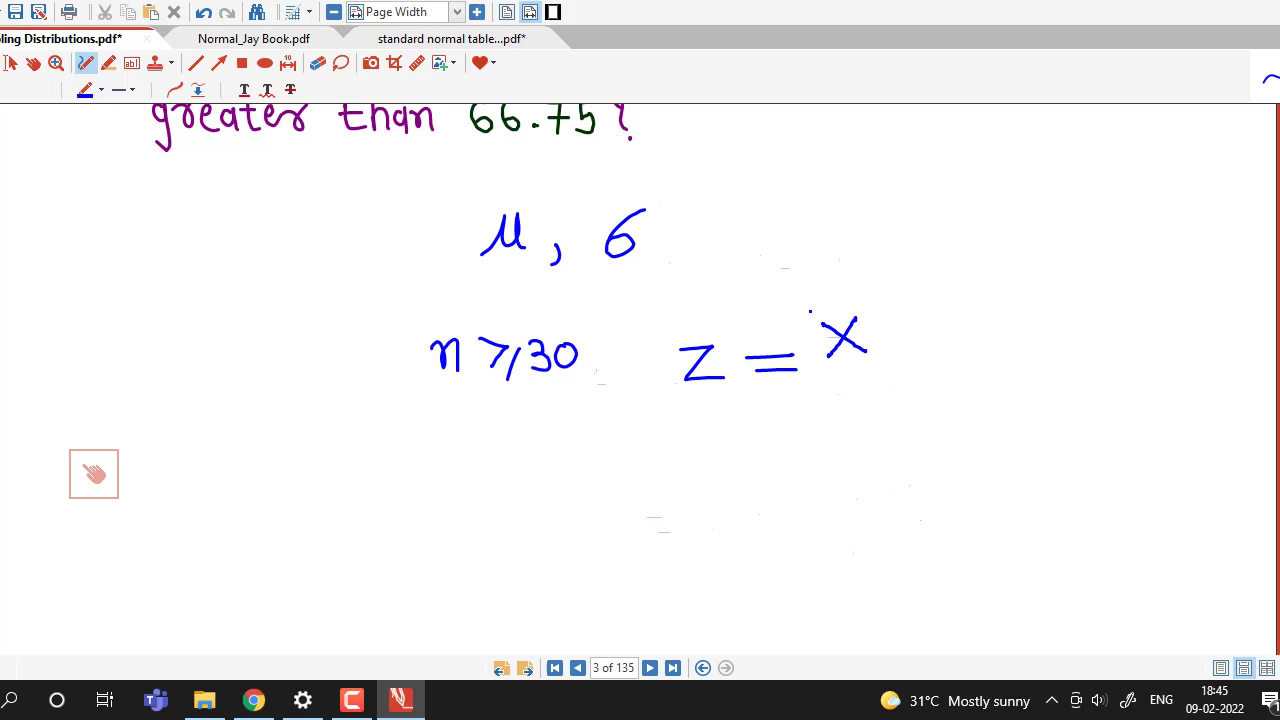 Page Width
ling Distributions.pdf*
Normal_Jay Book.pdf
standard normal table...pdf*
greater than 66.75?
μ, σ
n ≥ 30 Z = X
3 of 135
31°C Mostly sunny
ENG
18:45
09-02-2022